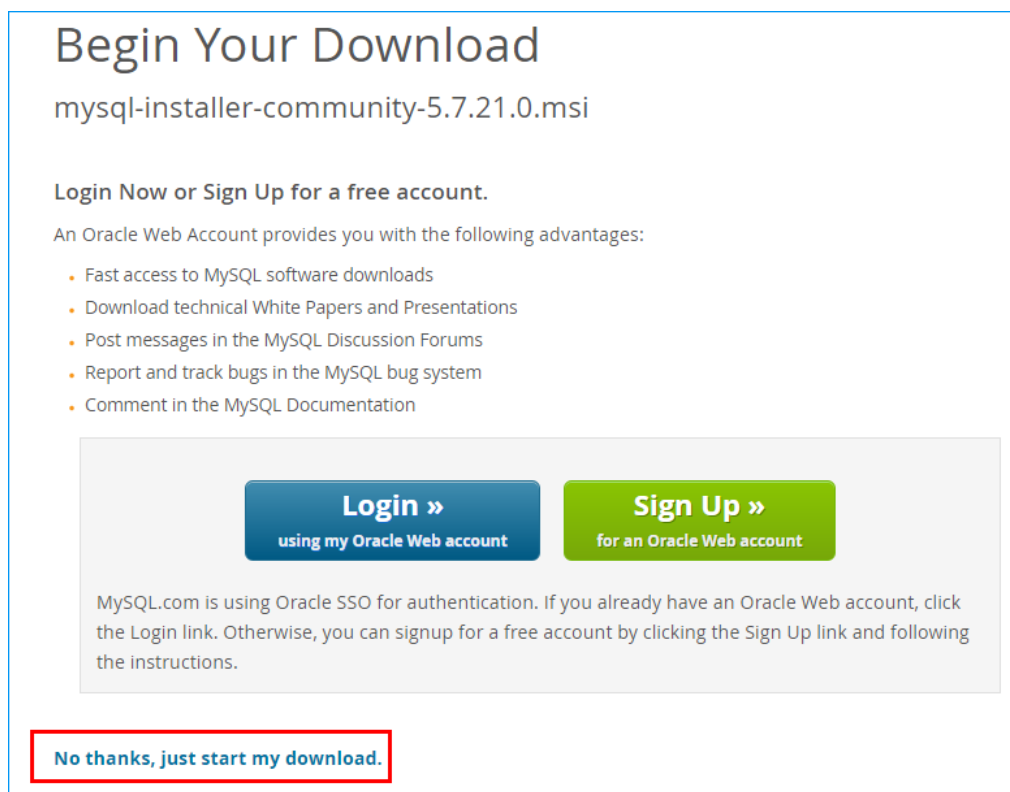 Begin Your Download
mysql-installer-community-5.7.21.0.msi
Login Now or Sign Up for a free account.
An Oracle Web Account provides you with the following advantages:
Fast access to MySQL software downloads
Download technical White Papers and Presentations
Post messages in the MySQL Discussion Forums
Report and track bugs in the MySQL bug system
Comment in the MySQL Documentation
Login »
using my Oracle Web account
Sign Up »
for an Oracle Web account
MySQL.com is using Oracle SSO for authentication. If you already have an Oracle Web account, click
the Login link. Otherwise, you can signup for a free account by clicking the Sign Up link and following
the instructions.
No thanks, just start my download.